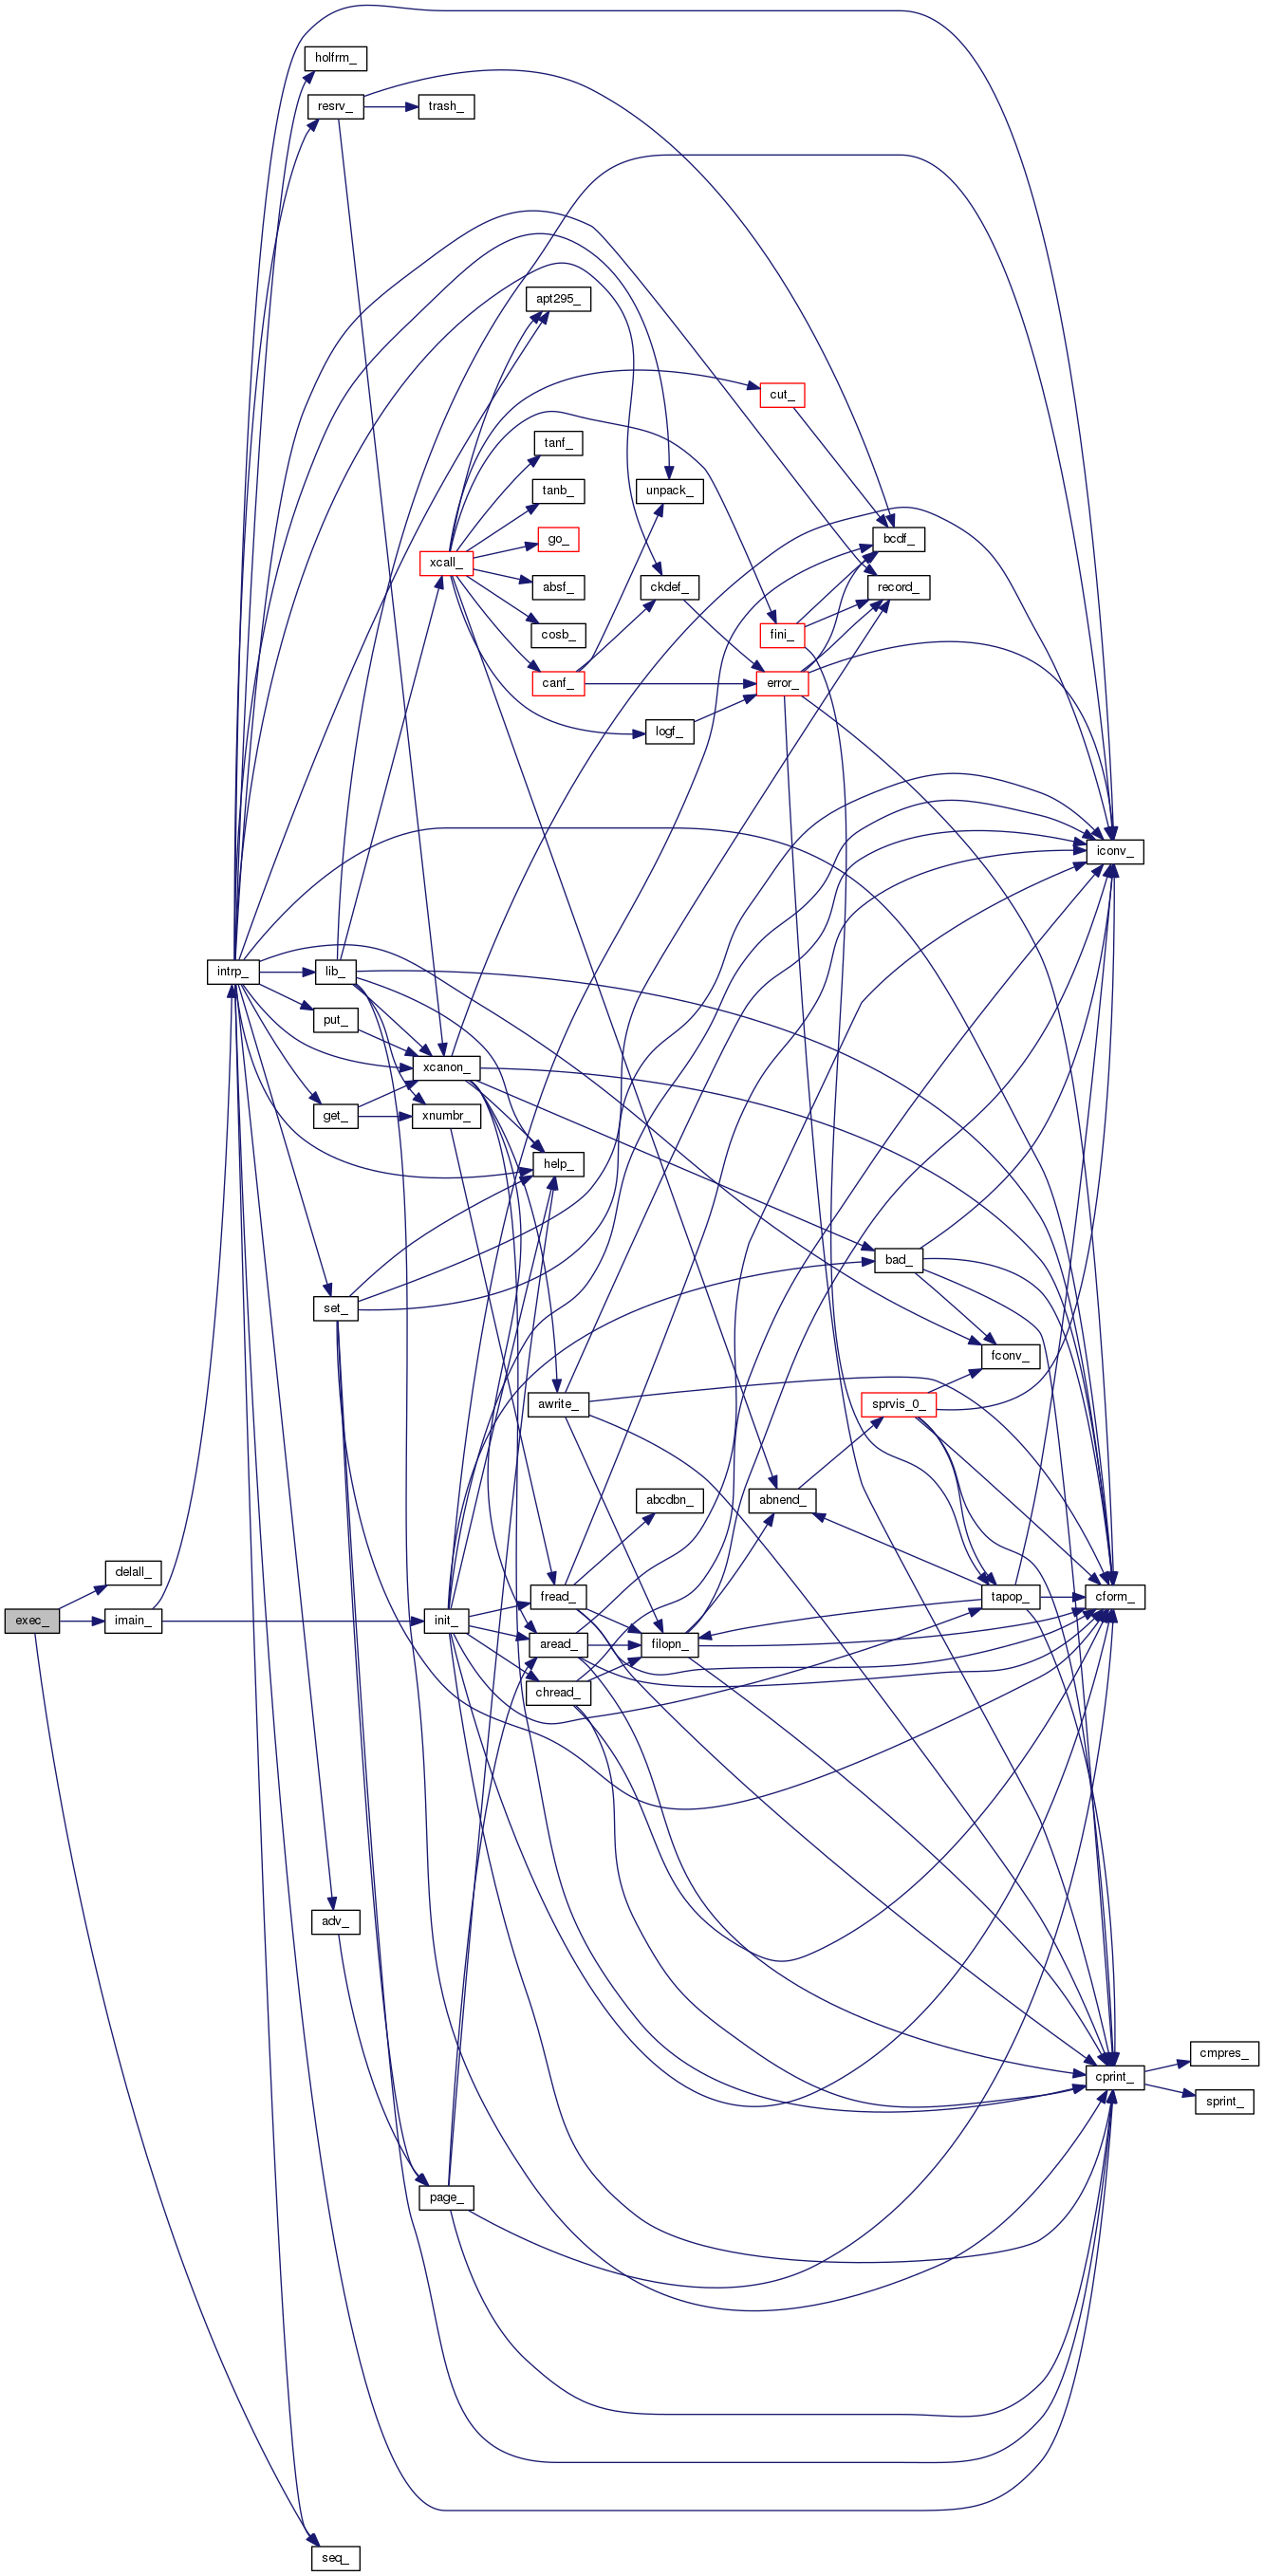 holfrm_
resrv_
trash_
apt295_
cut_
tanf_
tanb_
unpack_
go_
bcdf_
xcall_
absf_
ckdef_
record_
cosb_
fini_
canf_
error_
logf_
iconv_
intrp_
lib_
put_
xcanon_
get_
xnumbr_
help_
bad_
set_
fconv_
awrite_
sprvis_0_
abcdbn_
abnend_
delall_
fread_
tapop_
cform_
exec_
imain_
init_
aread_
filopn_
chread_
adv_
cmpres_
cprint_
sprint_
page_
seq_